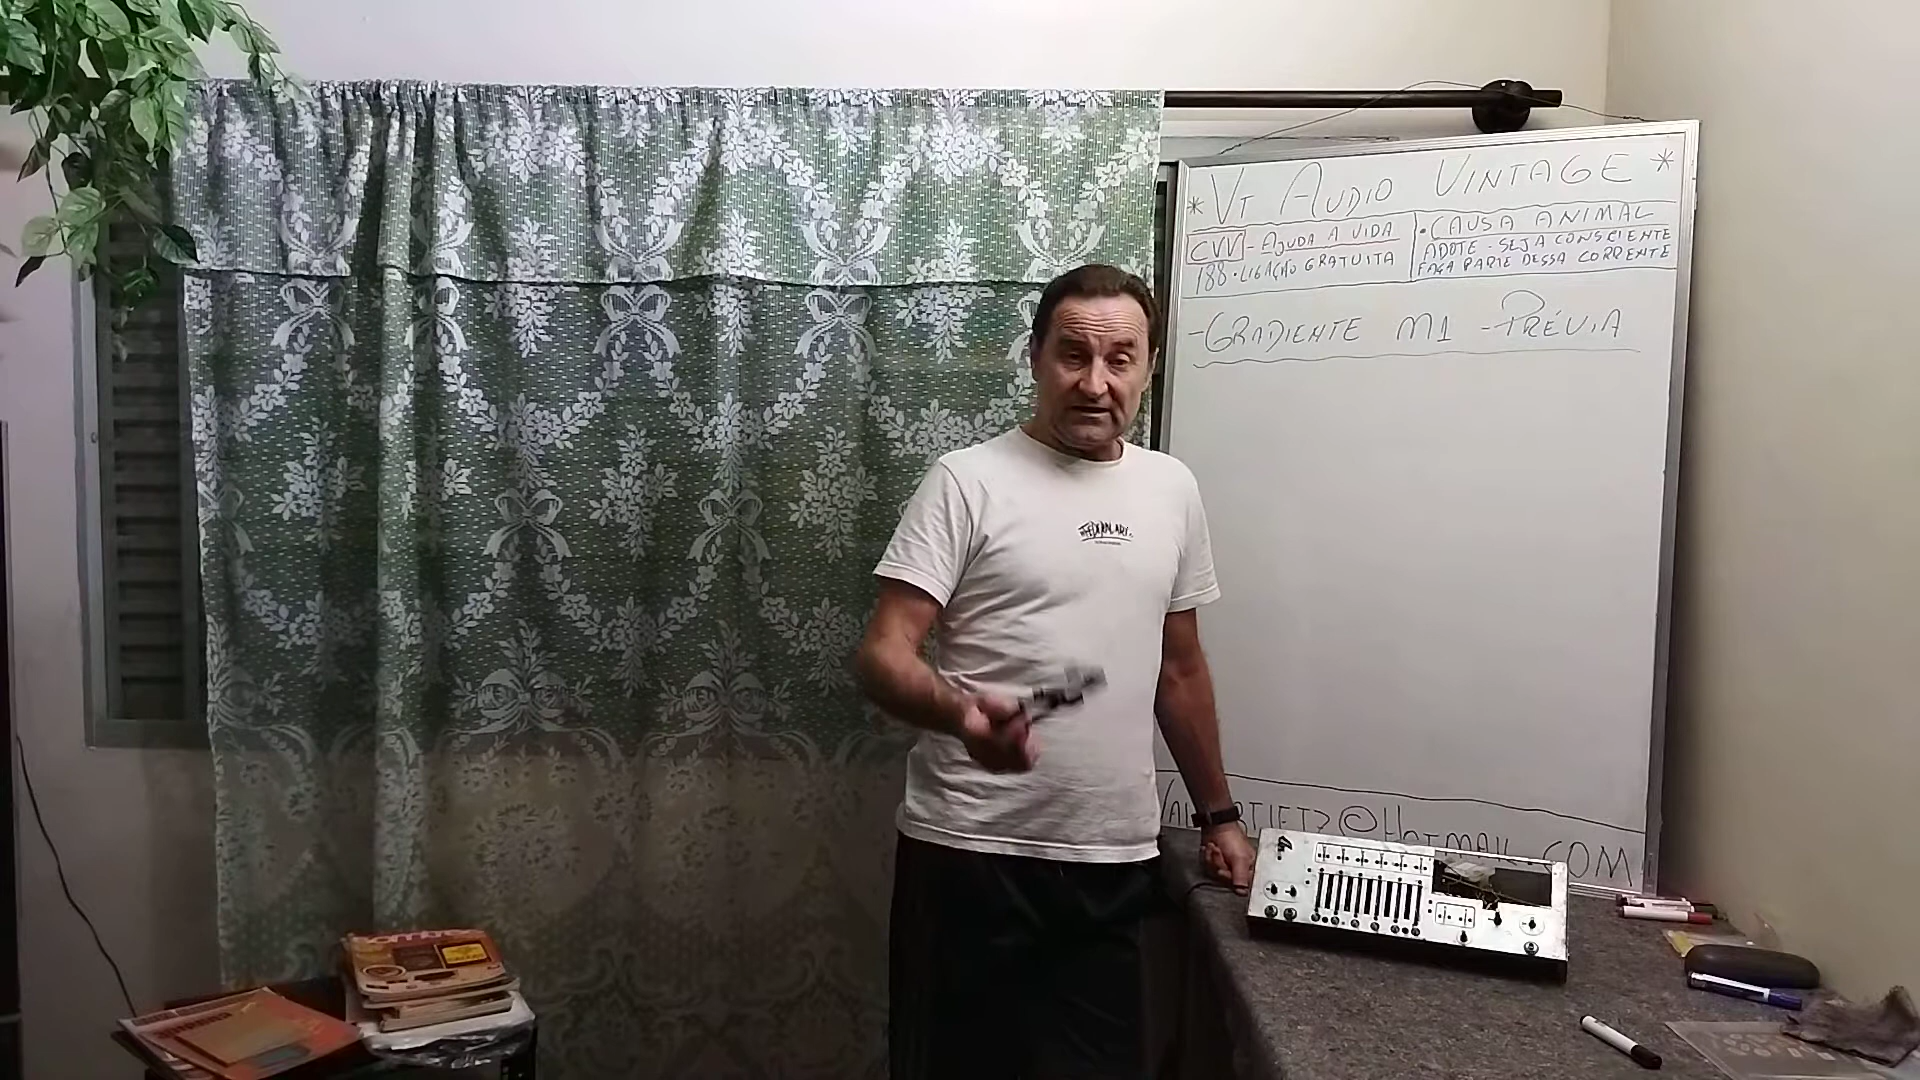 * VT AUDIO VINTAGE *
CVV - AJUDA A VIDA
188 • LIGAÇÃO GRATUITA
• CAUSA ANIMAL
ADOTE - SEJA CONSCIENTE
FAÇA PARTE DESSA CORRENTE
- GRADIENTE M1 - PRÉVIA
@HOTMAIL.COM